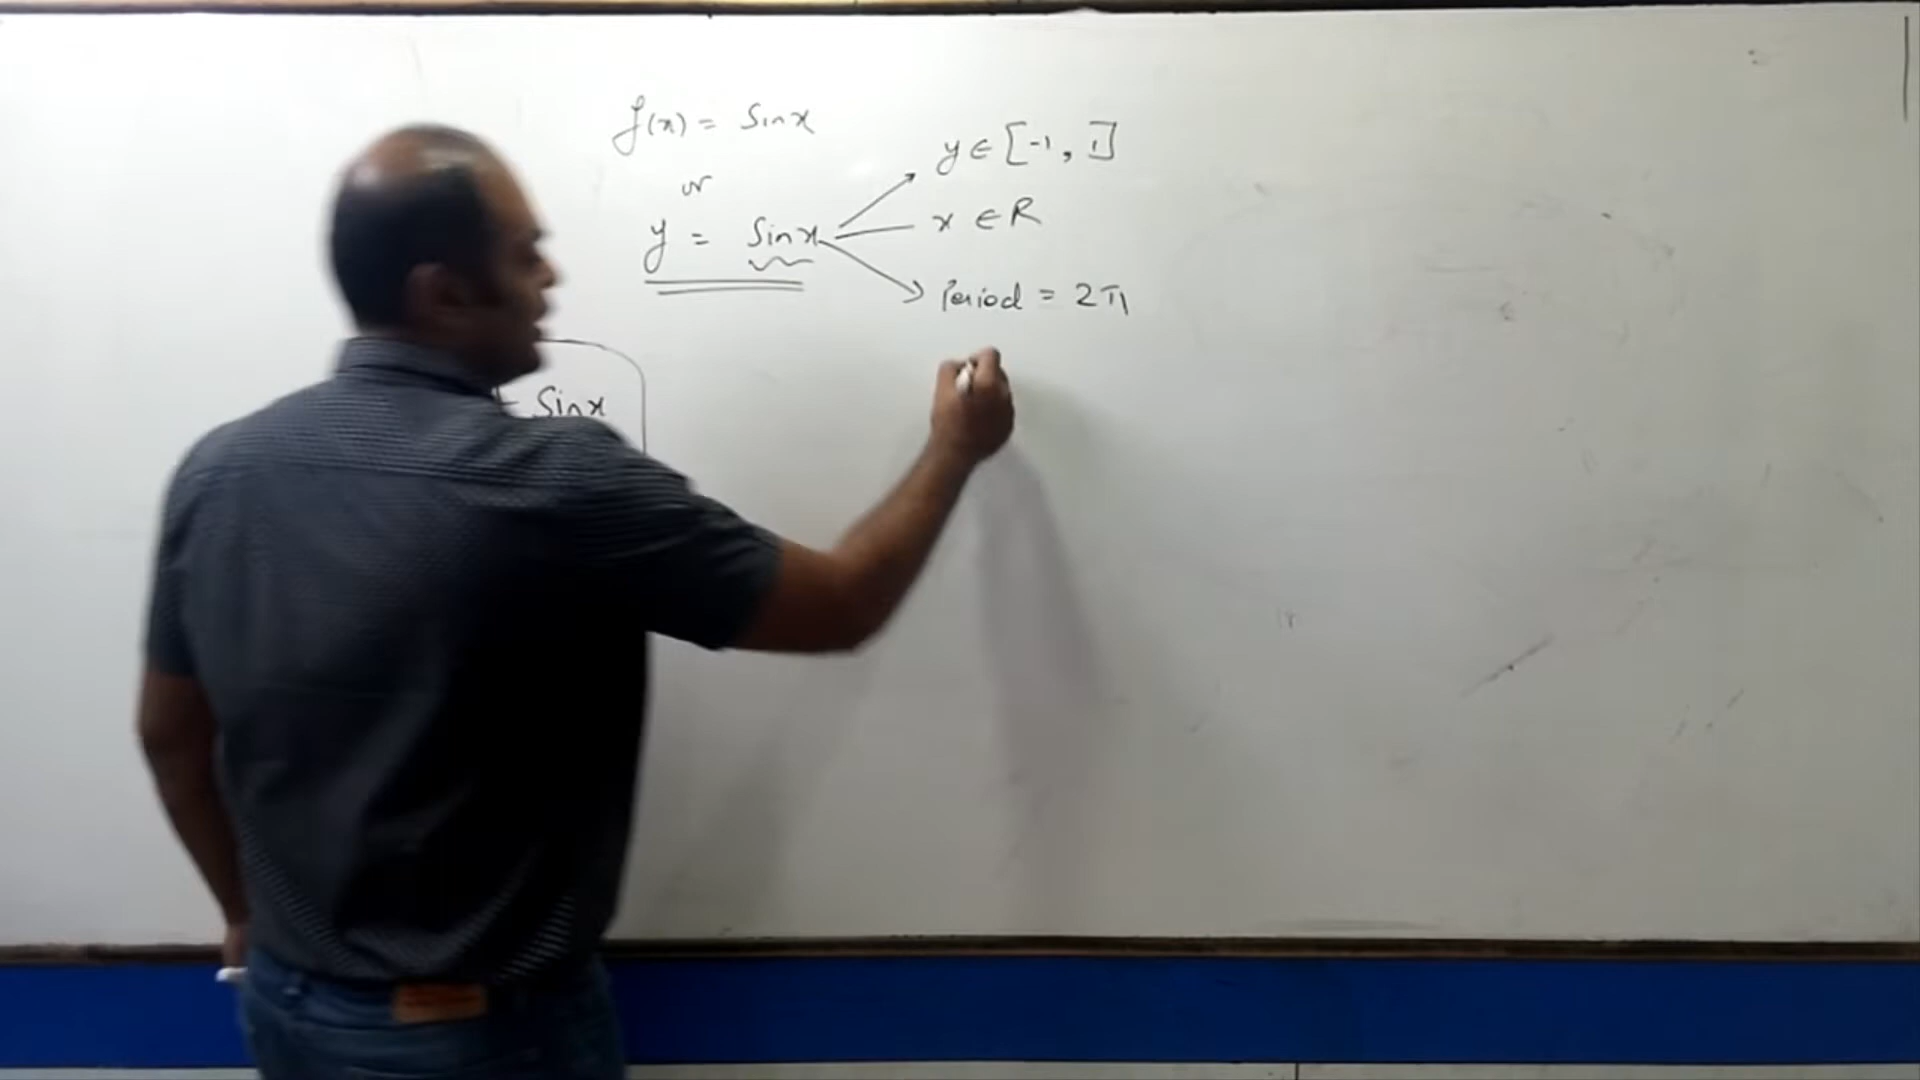 f(x) = Sinx
or
y = Sinx
y ∈ [-1, 1]
x ∈ R
Period = 2π
Sinx